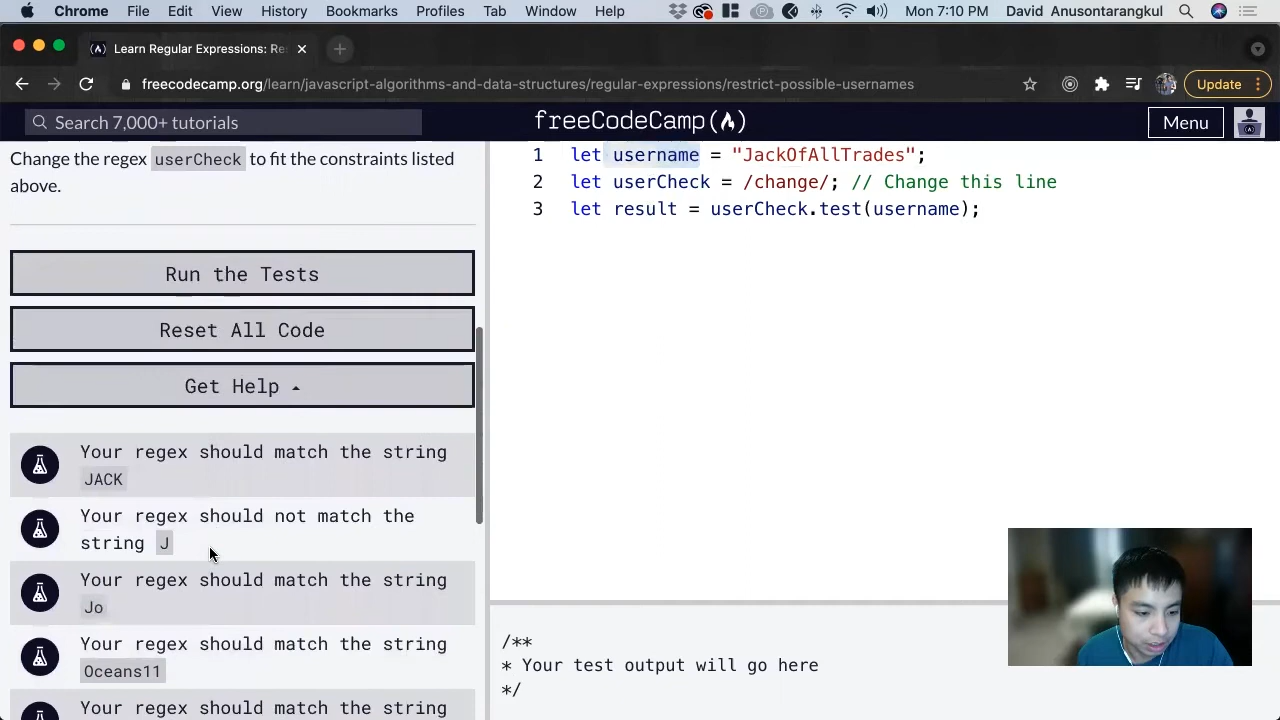 Chrome File Edit View History Bookmarks Profiles Tab Window Help Mon 7:10 PM David Anusontarangkul
Learn Regular Expressions: Res
freecodecamp.org/learn/javascript-algorithms-and-data-structures/regular-expressions/restrict-possible-usernames Update
Search 7,000+ tutorials freeCodeCamp Menu
Change the regex userCheck to fit the constraints listed
above.
Run the Tests
Reset All Code
Get Help
Your regex should match the string
JACK
Your regex should not match the
string J
Your regex should match the string
Jo
Your regex should match the string
Oceans11
Your regex should match the string
1 let username = "JackOfAllTrades";
2 let userCheck = /change/; // Change this line
3 let result = userCheck.test(username);
/**
* Your test output will go here
*/